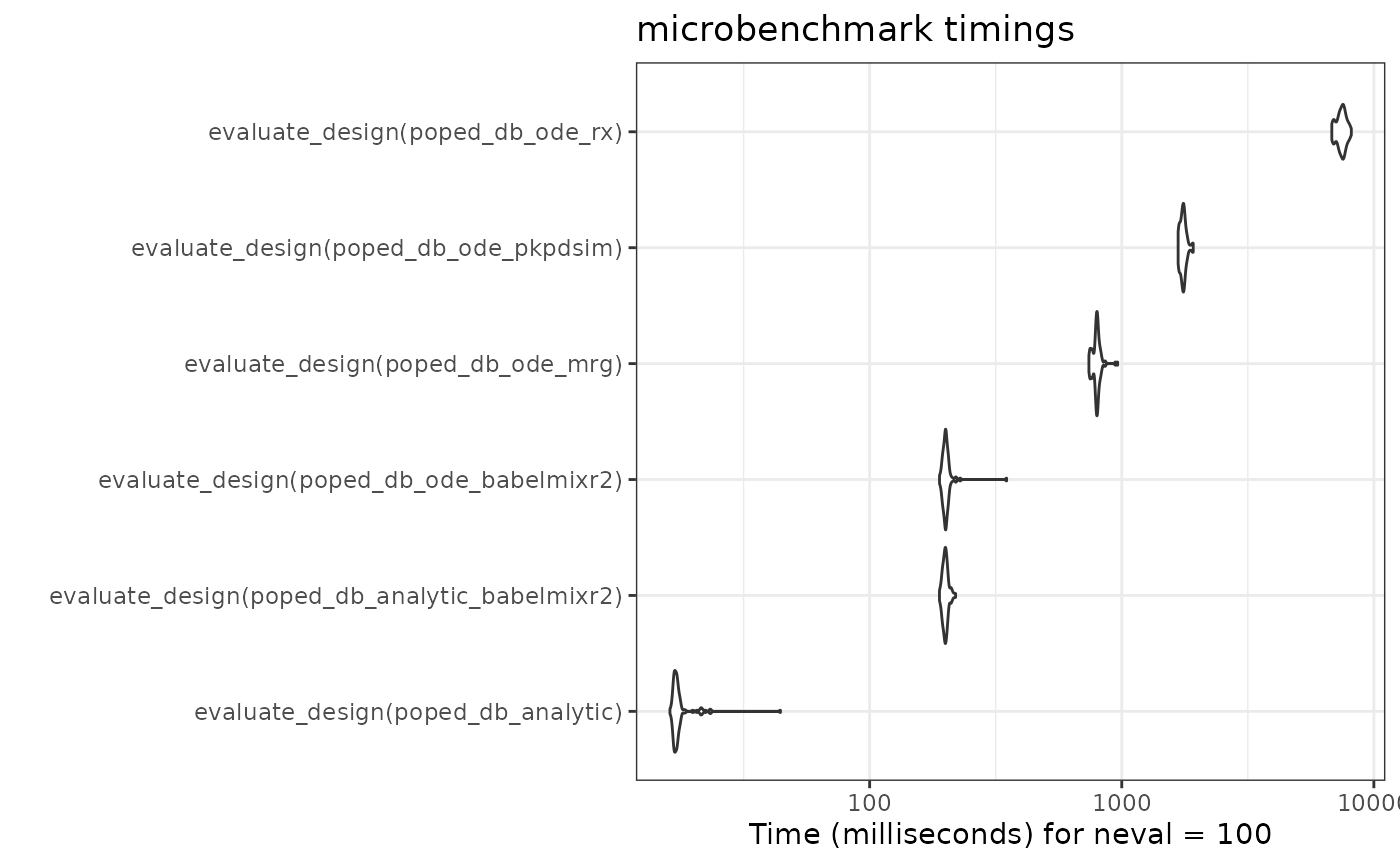 microbenchmark timings
evaluate_design(poped_db_ode_rx)
evaluate_design(poped_db_ode_pkpdsim)
evaluate_design(poped_db_ode_mrg)
evaluate_design(poped_db_ode_babelmixr2)
evaluate_design(poped_db_analytic_babelmixr2)
evaluate_design(poped_db_analytic)
100 1000 10000
Time (milliseconds) for neval = 100